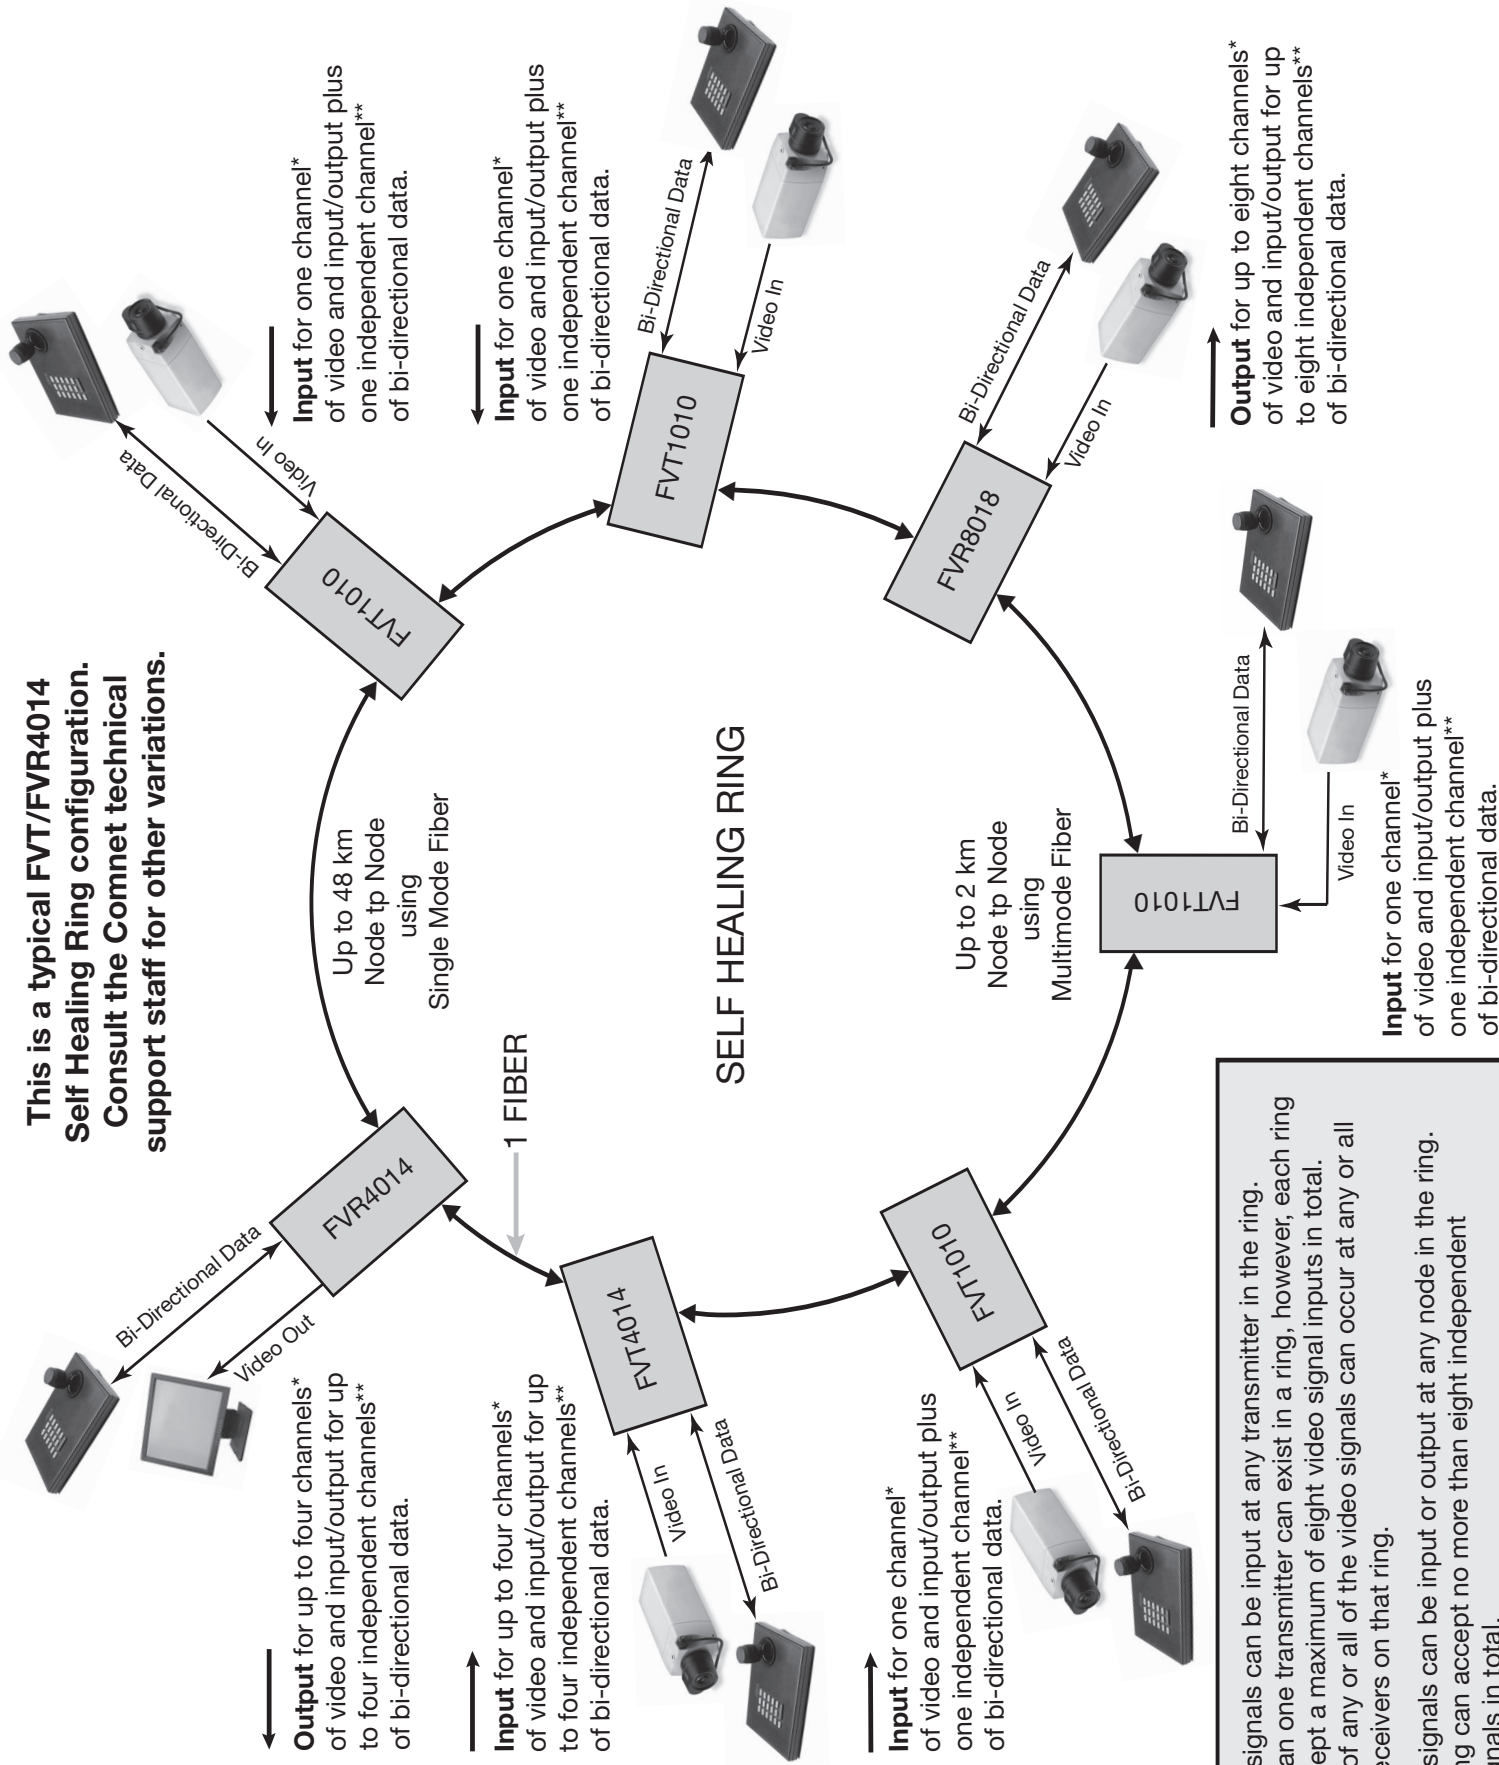 This is a typical FVT/FVR4014
Self Healing Ring configuration.
Consult the Comnet technical
support staff for other variations.
Bi-Directional Data
Video Out
FVR4014
Output for up to four channels*
of video and input/output for up
to four independent channels**
of bi-directional data.
Bi-Directional Data
Video In
FVT1010
Input for one channel*
of video and input/output plus
one independent channel**
of bi-directional data.
Up to 48 km
Node tp Node
using
Single Mode Fiber
1 FIBER
Input for up to four channels*
of video and input/output for up
to four independent channels**
of bi-directional data.
FVT4014
Video In
Bi-Directional Data
Input for one channel*
of video and input/output plus
one independent channel**
of bi-directional data.
FVT1010
Bi-Directional Data
Video In
SELF HEALING RING
Input for one channel*
of video and input/output plus
one independent channel**
of bi-directional data.
FVT1010
Video In
Bi-Directional Data
Up to 2 km
Node tp Node
using
Multimode Fiber
FVR8018
Bi-Directional Data
Video In
Output for up to eight channels*
of video and input/output for up
to eight independent channels**
of bi-directional data.
FVT1010
Bi-Directional Data
Video In
Input for one channel*
of video and input/output plus
one independent channel**
of bi-directional data.
signals can be input at any transmitter in the ring.
an one transmitter can exist in a ring, however, each ring
ept a maximum of eight video signal inputs in total.
of any or all of the video signals can occur at any or all
eceivers on that ring.
signals can be input or output at any node in the ring.
ng can accept no more than eight independent
gnals in total.